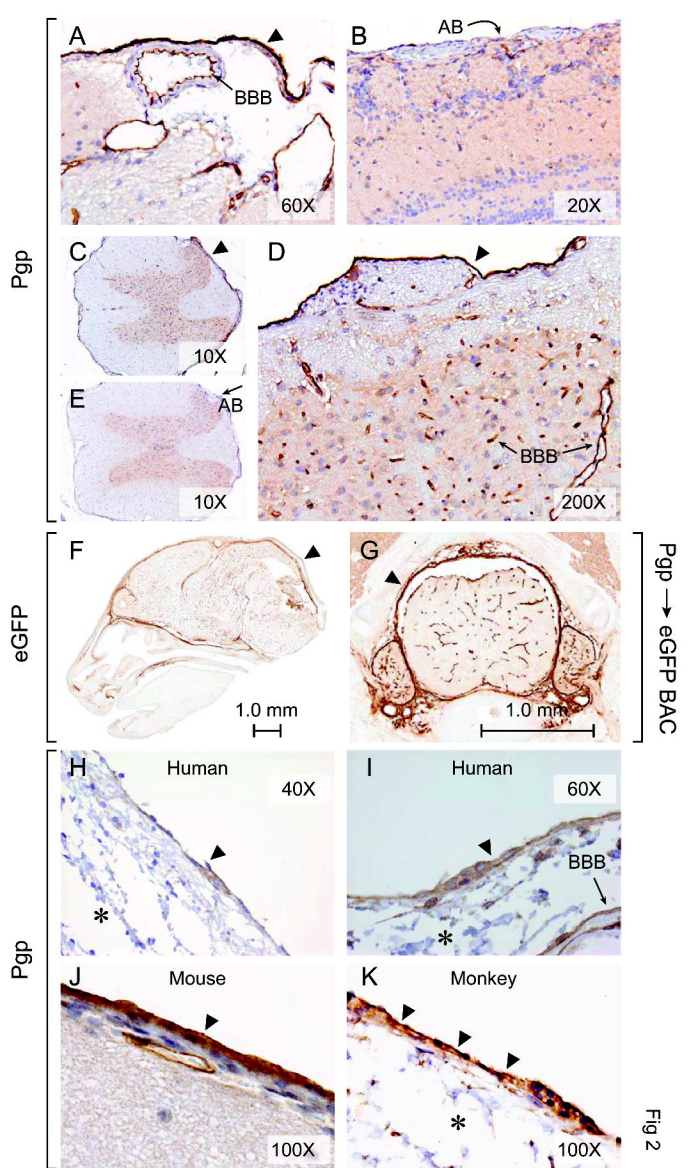 Pgp
A
BBB
60X
B
AB
20X
C
10X
D
BBB
200X
E
AB
10X
eGFP
F
1.0 mm
G
1.0 mm
Pgp → eGFP BAC
Pgp
H
Human
40X
I
Human
60X
BBB
*
*
J
Mouse
100X
K
Monkey
*
100X
Fig 2